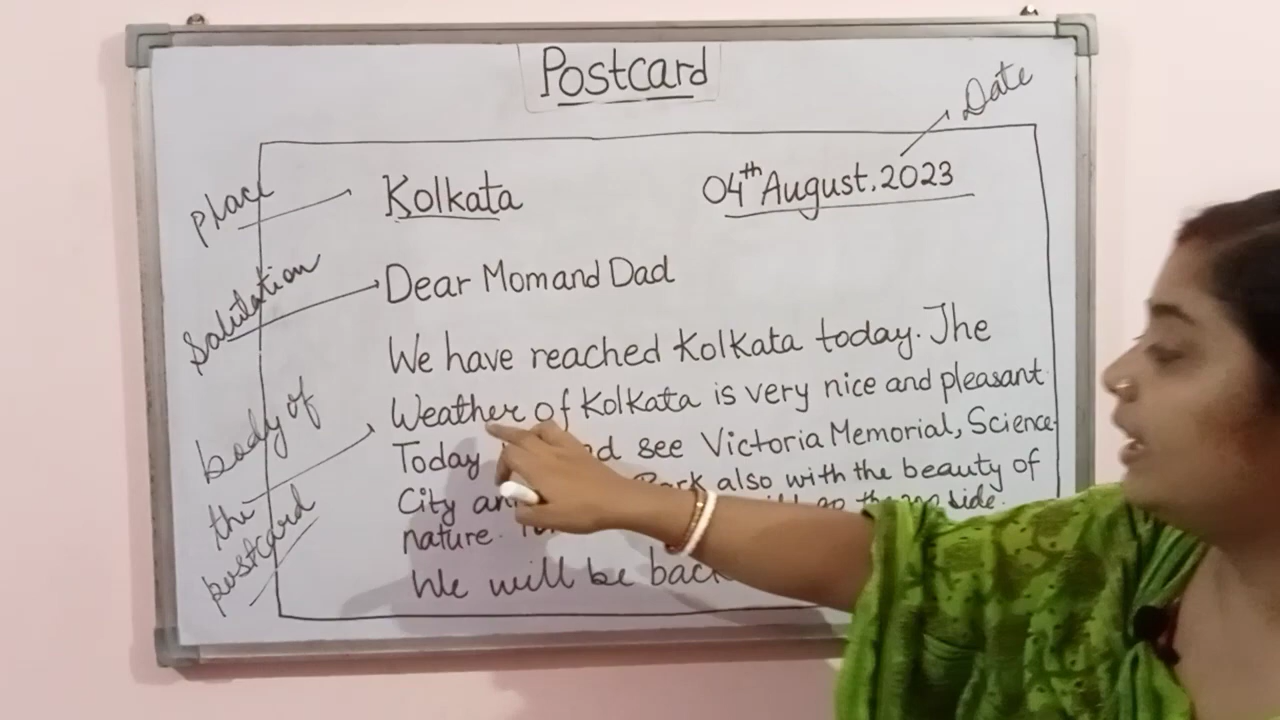 Postcard
Date
Place
Kolkata
04th August. 2023
Salutation
Dear Mom and Dad
body of
the
postcard
We have reached Kolkata today. The
Weather of Kolkata is very nice and pleasant
Today see Victoria Memorial, Science
City Park also with the beauty of
nature. side.
We will be back